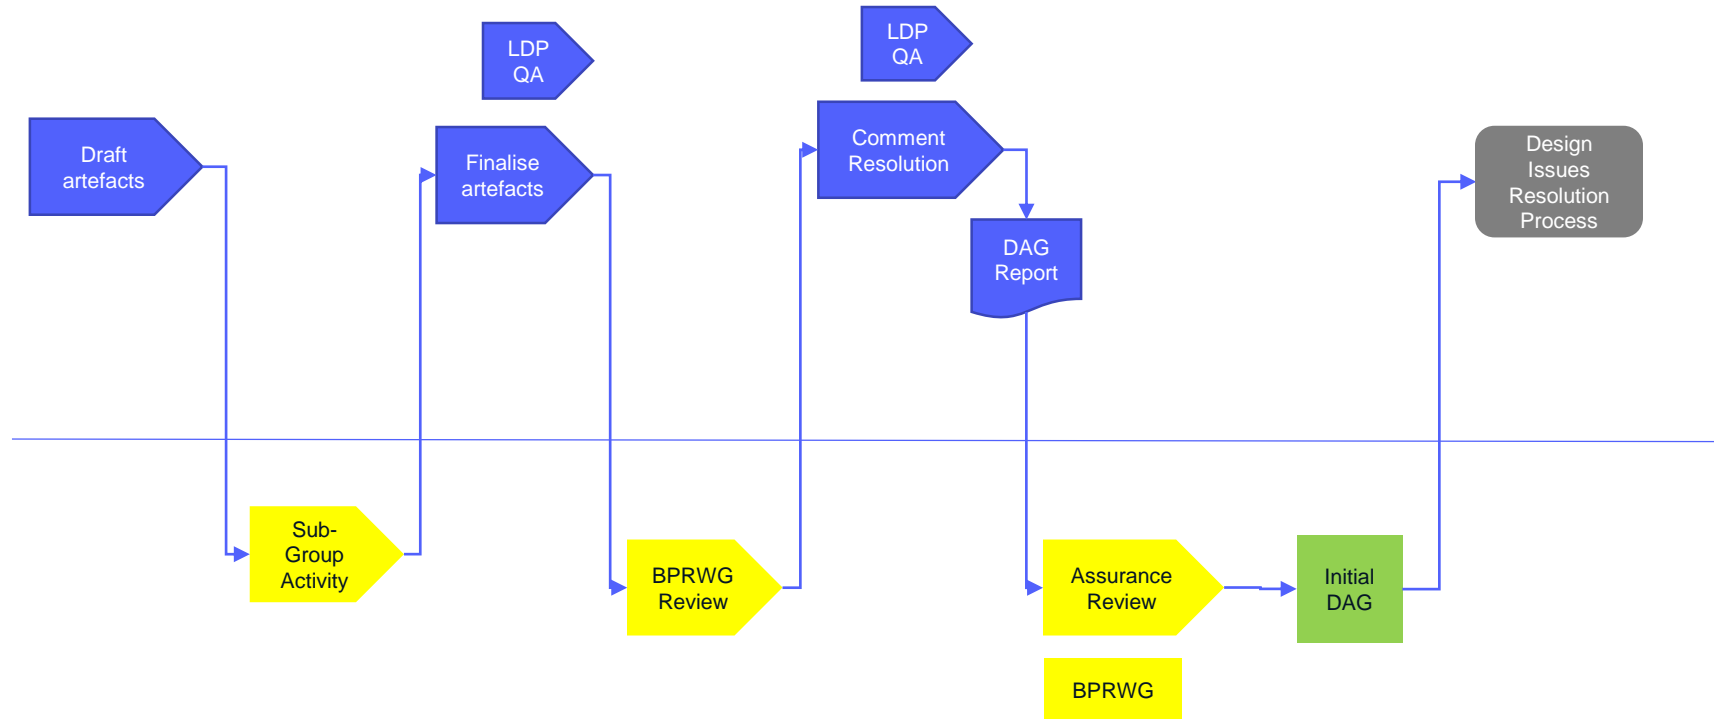 LDP
QA
LDP
QA
Draft
artefacts
Finalise
artefacts
Comment
Resolution
DAG
Report
Design
Issues
Resolution
Process
Sub-
Group
Activity
BPRWG
Review
Assurance
Review
Initial
DAG
BPRWG